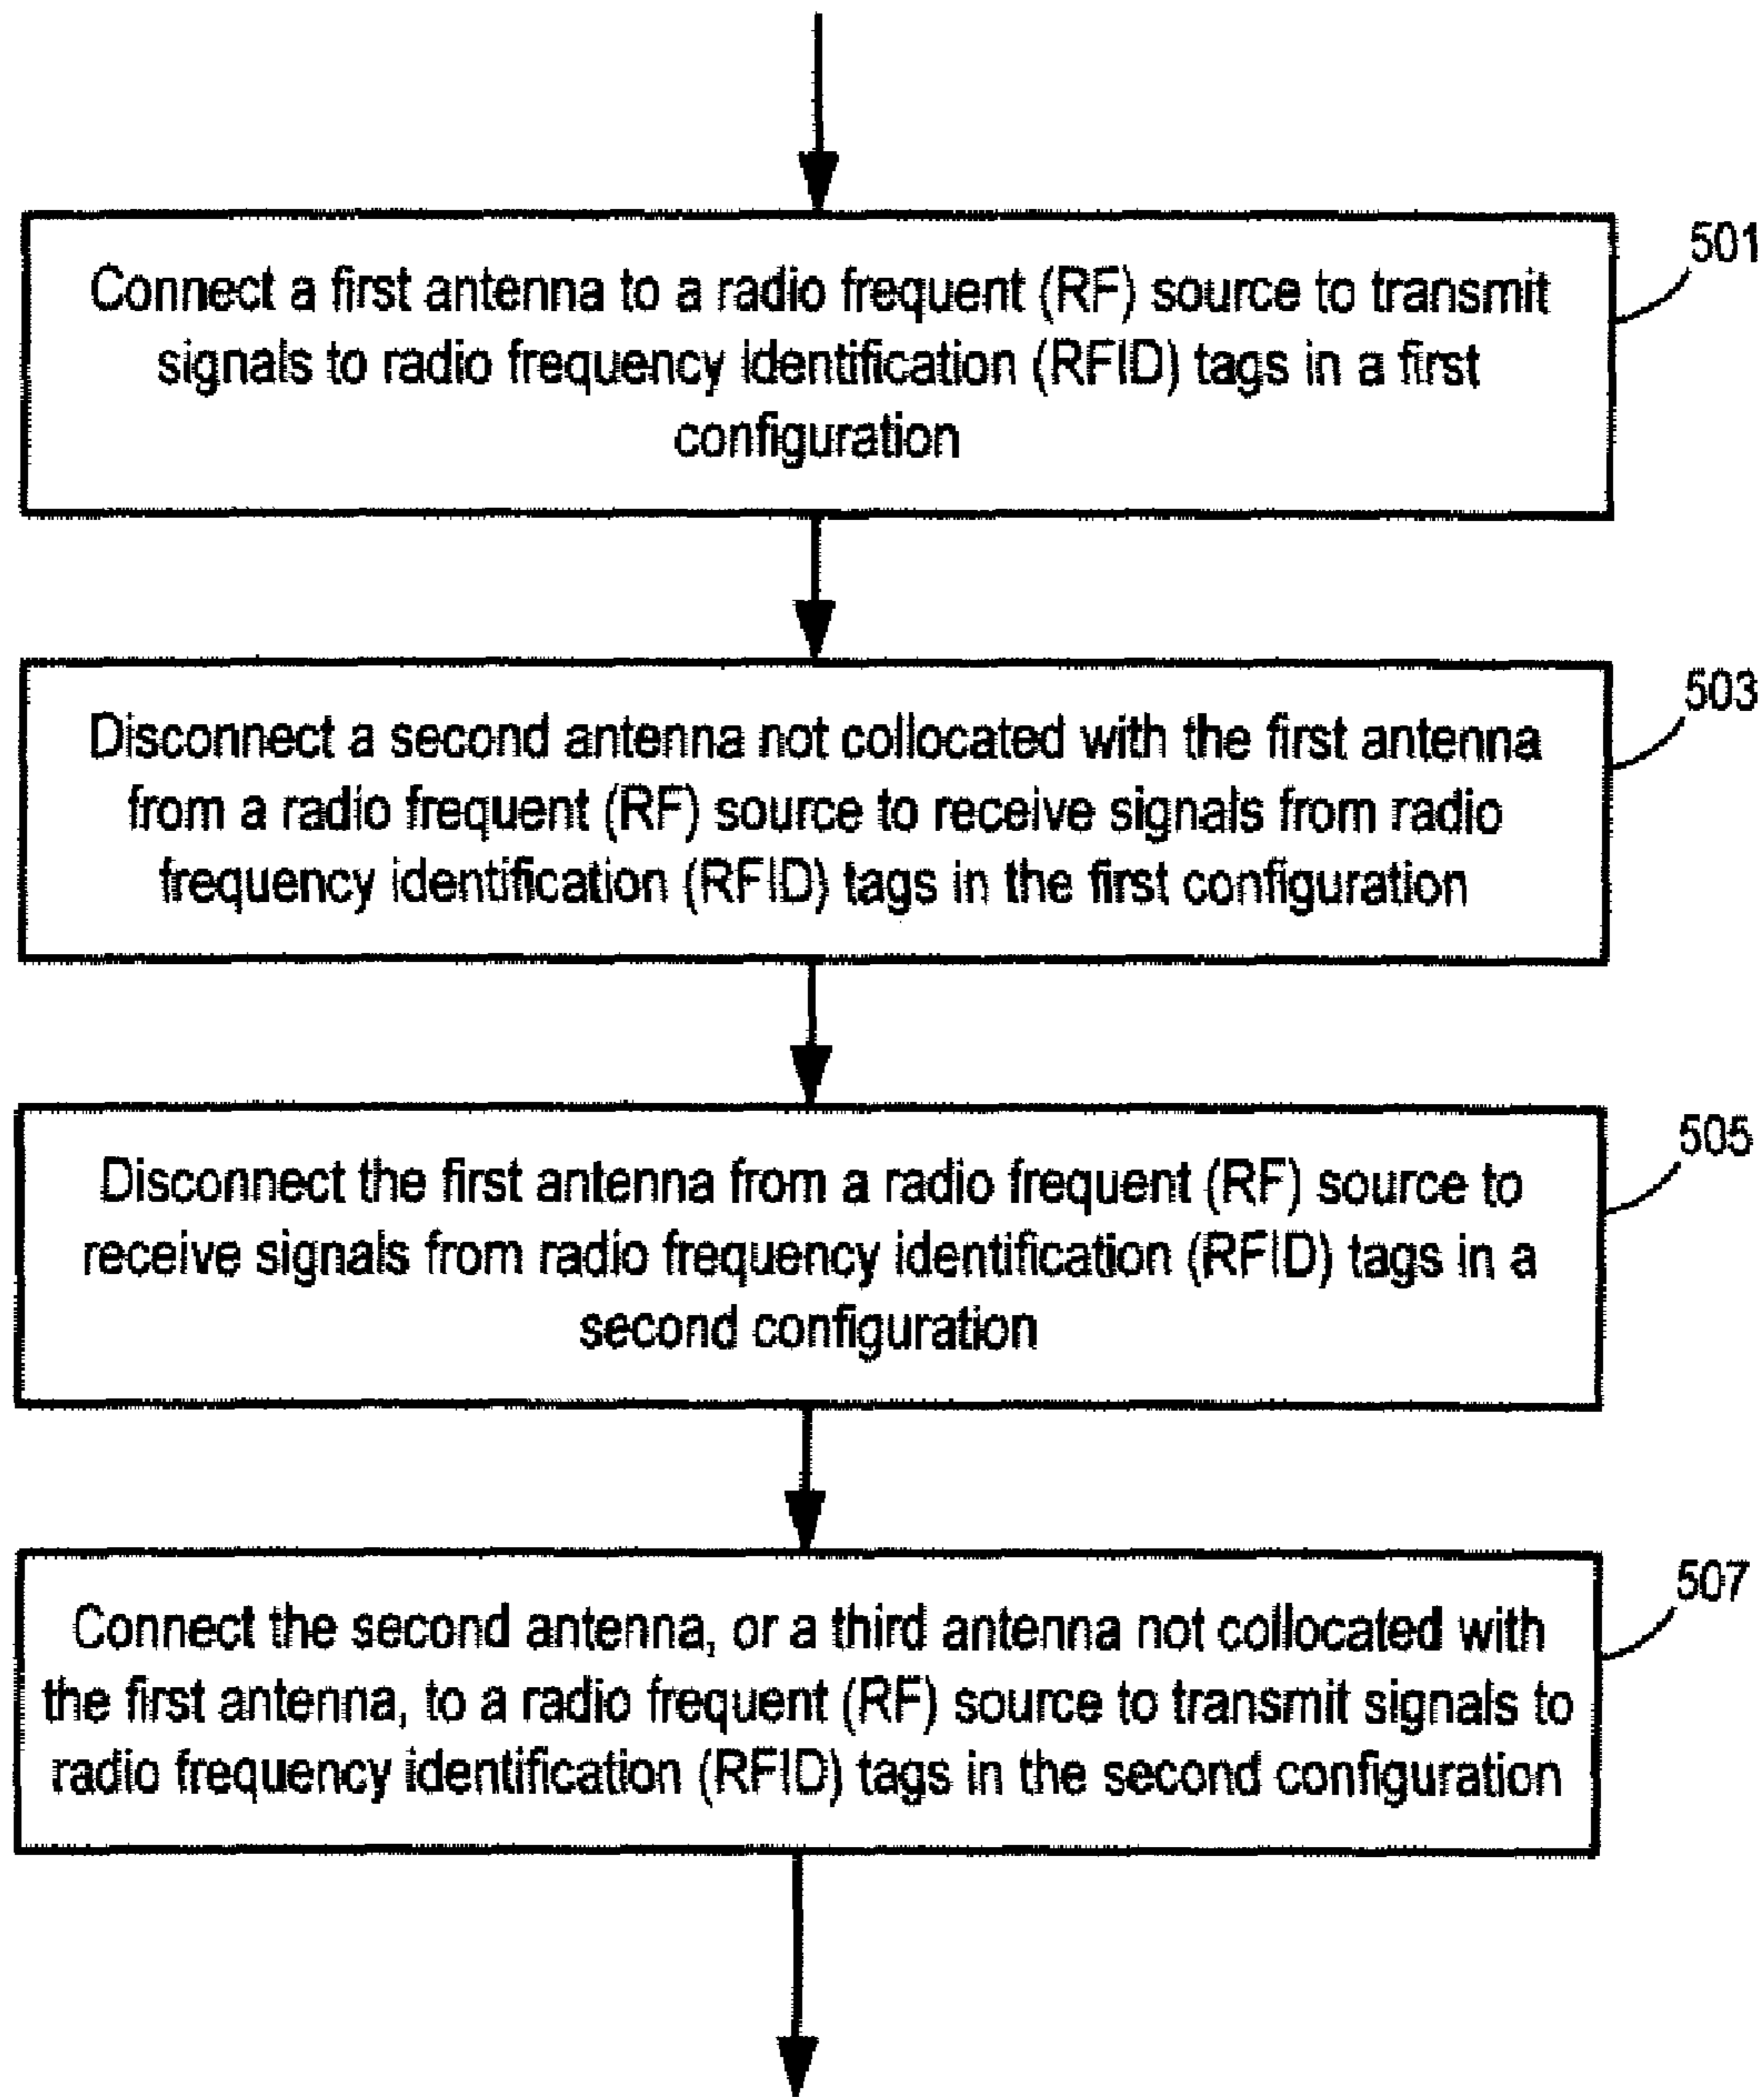 Connect a first antenna to a radio frequent (RF) source to transmit
signals to radio frequency identification (RFID) tags in a first
configuration
501
Disconnect a second antenna not collocated with the first antenna
from a radio frequent (RF) source to receive signals from radio
frequency identification (RFID) tags in the first configuration
503
Disconnect the first antenna from a radio frequent (RF) source to
receive signals from radio frequency identification (RFID) tags in a
second configuration
505
Connect the second antenna, or a third antenna not collocated with
the first antenna, to a radio frequent (RF) source to transmit signals to
radio frequency identification (RFID) tags in the second configuration
507